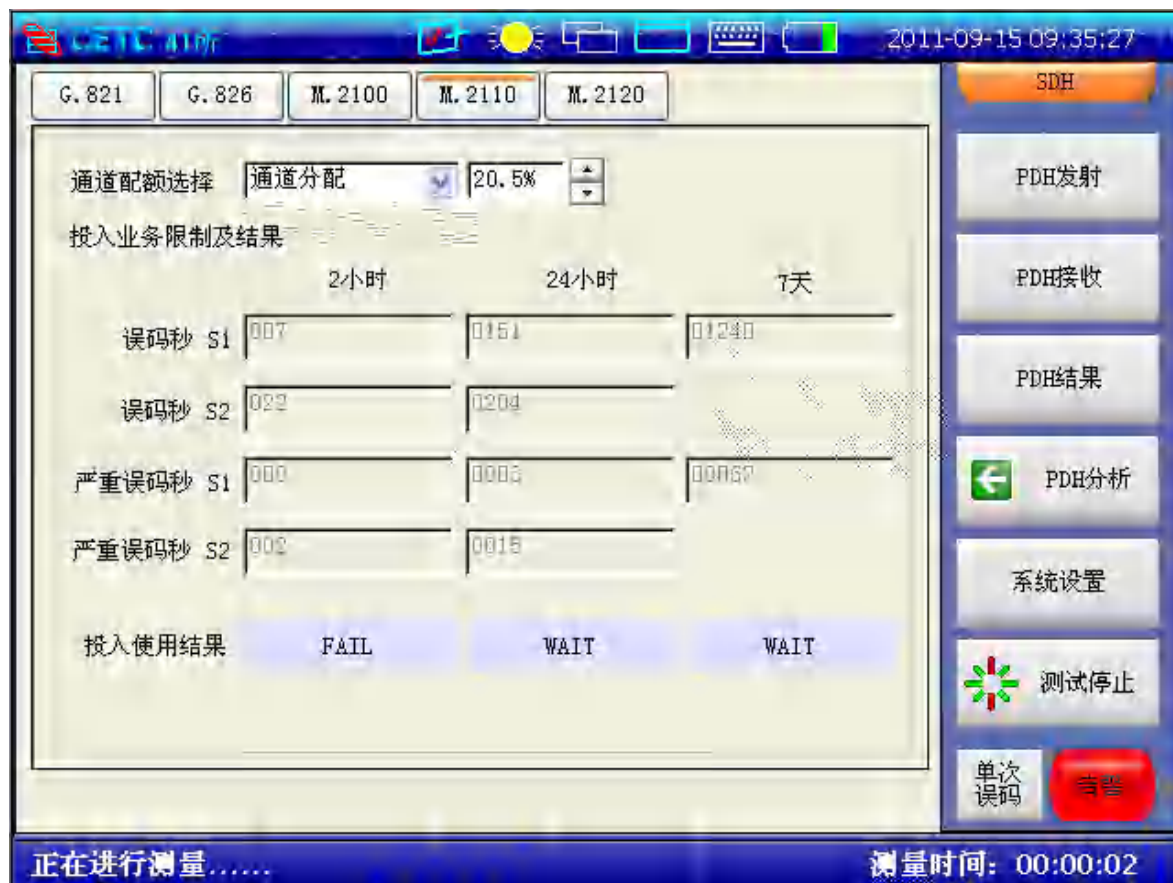 CETC 41所
2011-09-15 09:35:27
G.821 G.826 M.2100 M.2110 M.2120
通道配额选择 通道分配 20.5%
投入业务限制及结果
2小时 24小时 7天
误码秒 S1 007 0151 01240
误码秒 S2 022 0204
严重误码秒 S1 000
严重误码秒 S2 002 0015
投入使用结果 FAIL WAIT WAIT
SDH
PDH发射
PDH接收
PDH结果
PDH分析
系统设置
测试停止
单次
误码
告警
正在进行测量...... 测量时间: 00:00:02